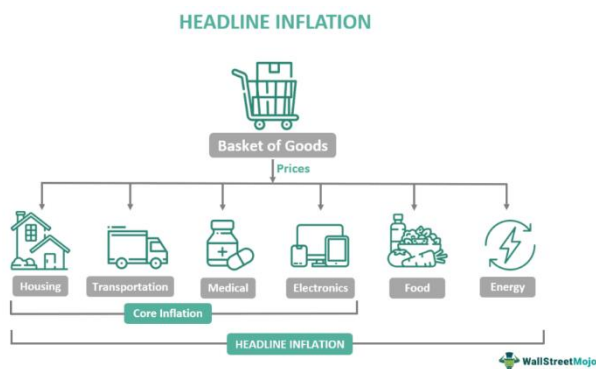 HEADLINE INFLATION
Basket of Goods
Prices
Housing
Transportation
Medical
Electronics
Food
Energy
Core Inflation
HEADLINE INFLATION
WallStreetMojo